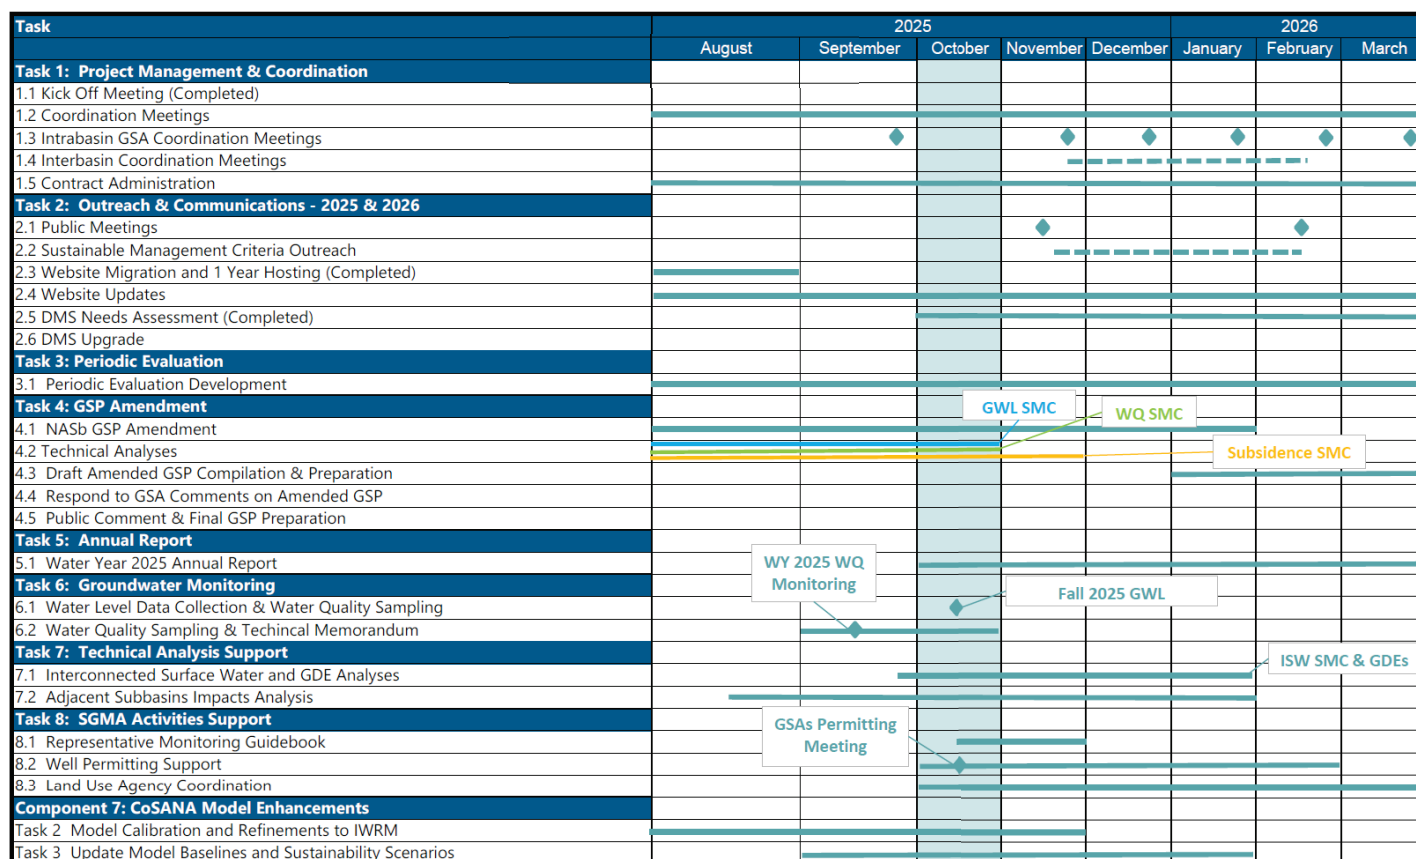 Task
2025
2026
August September October November December January February March
Task 1:  Project Management & Coordination
1.1 Kick Off Meeting (Completed)
1.2 Coordination Meetings
1.3 Intrabasin GSA Coordination Meetings
1.4 Interbasin Coordination Meetings
1.5 Contract Administration
Task 2:  Outreach & Communications - 2025 & 2026
2.1 Public Meetings
2.2 Sustainable Management Criteria Outreach
2.3 Website Migration and 1 Year Hosting (Completed)
2.4 Website Updates
2.5 DMS Needs Assessment (Completed)
2.6 DMS Upgrade
Task 3: Periodic Evaluation
3.1  Periodic Evaluation Development
Task 4: GSP Amendment
GWL SMC
WQ SMC
4.1  NASb GSP Amendment
4.2 Technical Analyses
Subsidence SMC
4.3  Draft Amended GSP Compilation & Preparation
4.4  Respond to GSA Comments on Amended GSP
4.5  Public Comment & Final GSP Preparation
Task 5:  Annual Report
5.1  Water Year 2025 Annual Report
WY 2025 WQ
Monitoring
Task 6:  Groundwater Monitoring
Fall 2025 GWL
6.1  Water Level Data Collection & Water Quality Sampling
6.2  Water Quality Sampling & Techincal Memorandum
Task 7:  Technical Analysis Support
ISW SMC & GDEs
7.1  Interconnected Surface Water and GDE Analyses
7.2  Adjacent Subbasins Impacts Analysis
Task 8:  SGMA Activities Support
GSAs Permitting
Meeting
8.1  Representative Monitoring Guidebook
8.2  Well Permitting Support
8.3  Land Use Agency Coordination
Component 7: CoSANA Model Enhancements
Task 2  Model Calibration and Refinements to IWRM
Task 3  Update Model Baselines and Sustainability Scenarios